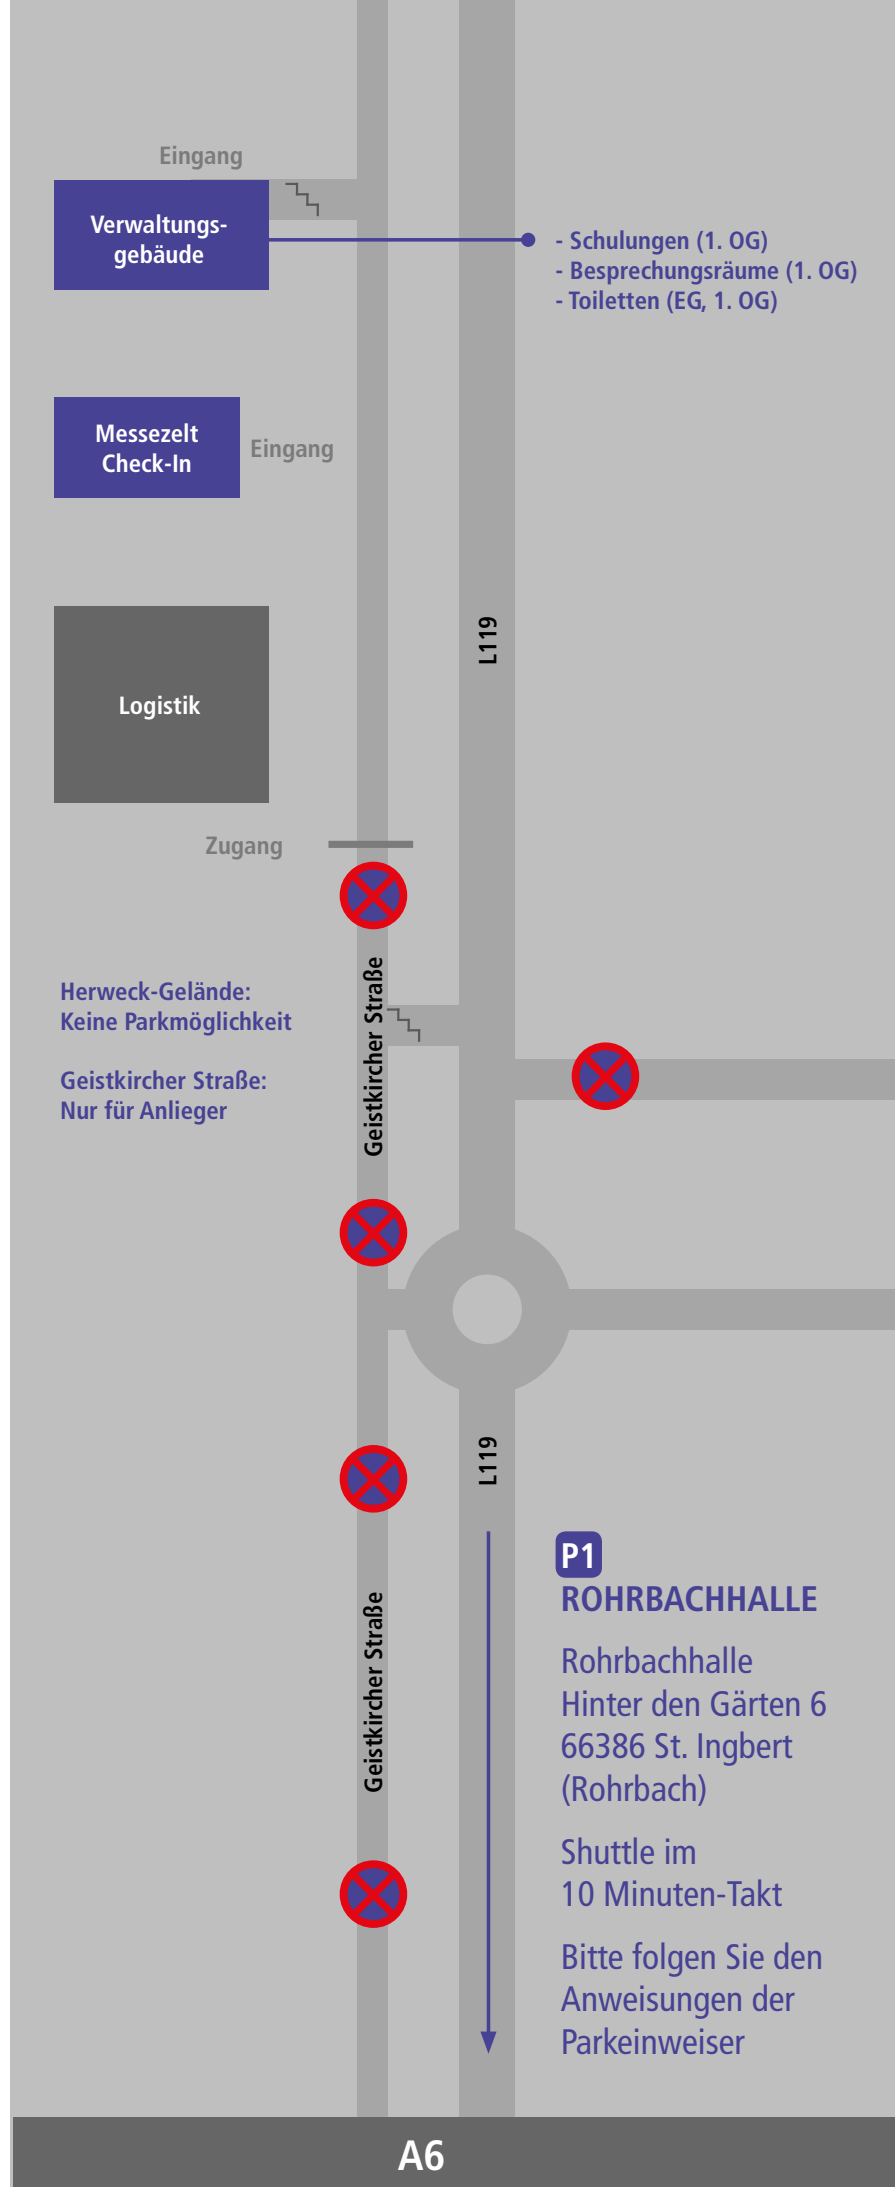 Eingang
Verwaltungs-
gebäude
- Schulungen (1. OG)
- Besprechungsräume (1. OG)
- Toiletten (EG, 1. OG)
Messezelt
Check-In
Eingang
L119
Logistik
Zugang
Herweck-Gelände:
Keine Parkmöglichkeit
Geistkircher Straße:
Nur für Anlieger
Geistkircher Straße
L119
P1
ROHRBACHHALLE
Rohrbachhalle
Hinter den Gärten 6
66386 St. Ingbert
(Rohrbach)
Shuttle im
10 Minuten-Takt
Bitte folgen Sie den
Anweisungen der
Parkeinweiser
Geistkircher Straße
A6